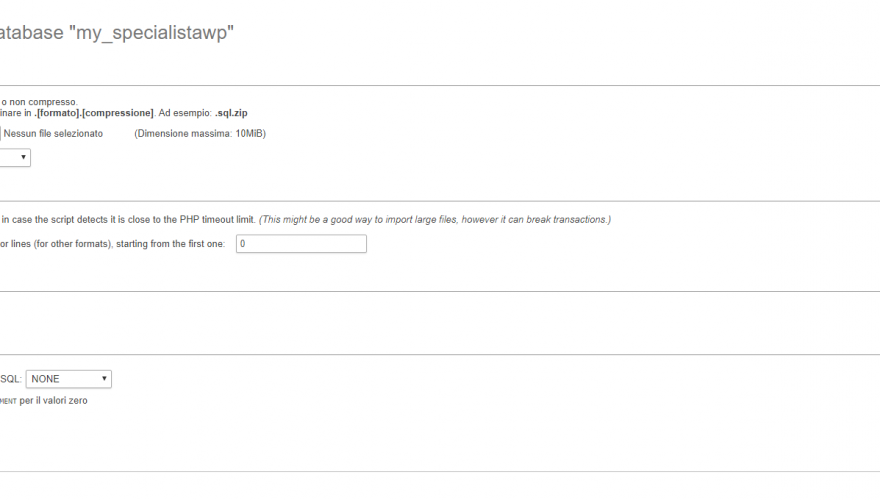 atabase "my_specialistawp"
o non compresso.
inare in .[formato].[compressione]. Ad esempio: .sql.zip
Nessun file selezionato (Dimensione massima: 10MiB)
in case the script detects it is close to the PHP timeout limit. (This might be a good way to import large files, however it can break transactions.)
or lines (for other formats), starting from the first one: 0
SQL: NONE
MENT per il valori zero